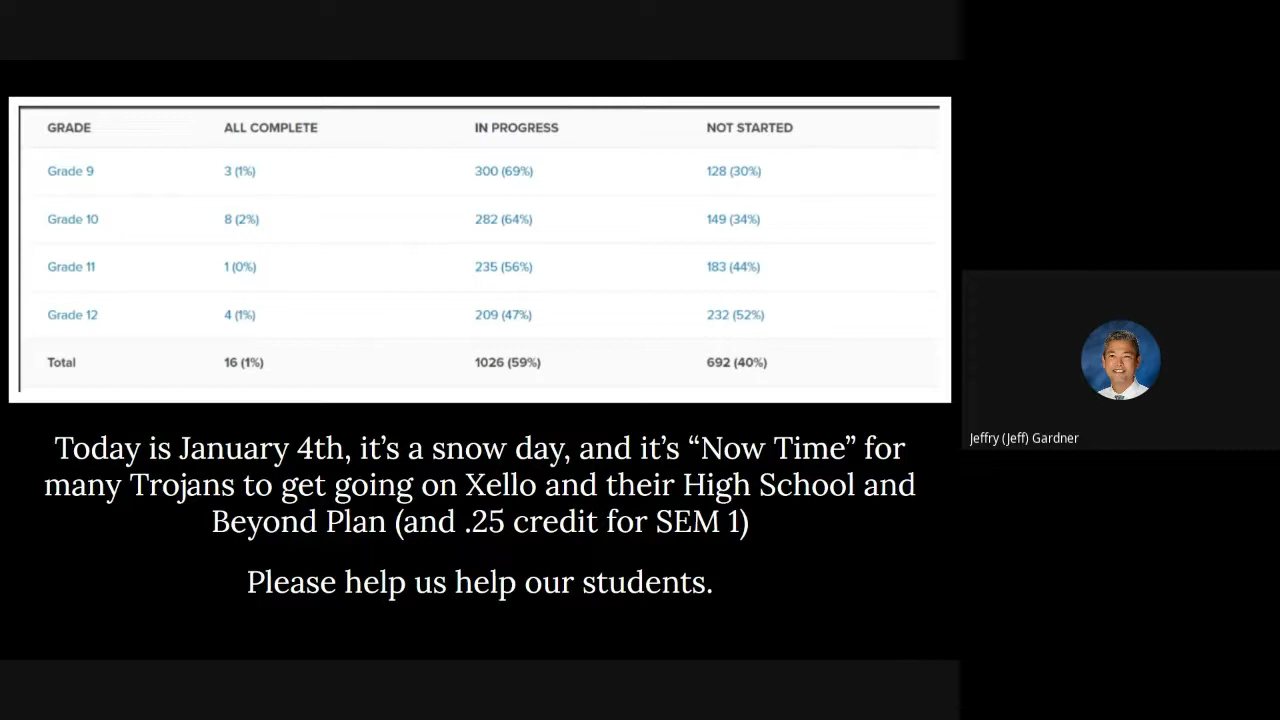 GRADE ALL COMPLETE IN PROGRESS NOT STARTED
Grade 9 3 (1%) 300 (69%) 128 (30%)
Grade 10 8 (2%) 282 (64%) 149 (34%)
Grade 11 1 (0%) 235 (56%) 183 (44%)
Grade 12 4 (1%) 209 (47%) 232 (52%)
Total 16 (1%) 1026 (59%) 692 (40%)
Today is January 4th, it’s a snow day, and it’s “Now Time” for
many Trojans to get going on Xello and their High School and
Beyond Plan (and .25 credit for SEM 1)
Please help us help our students.
Jeffry (Jeff) Gardner